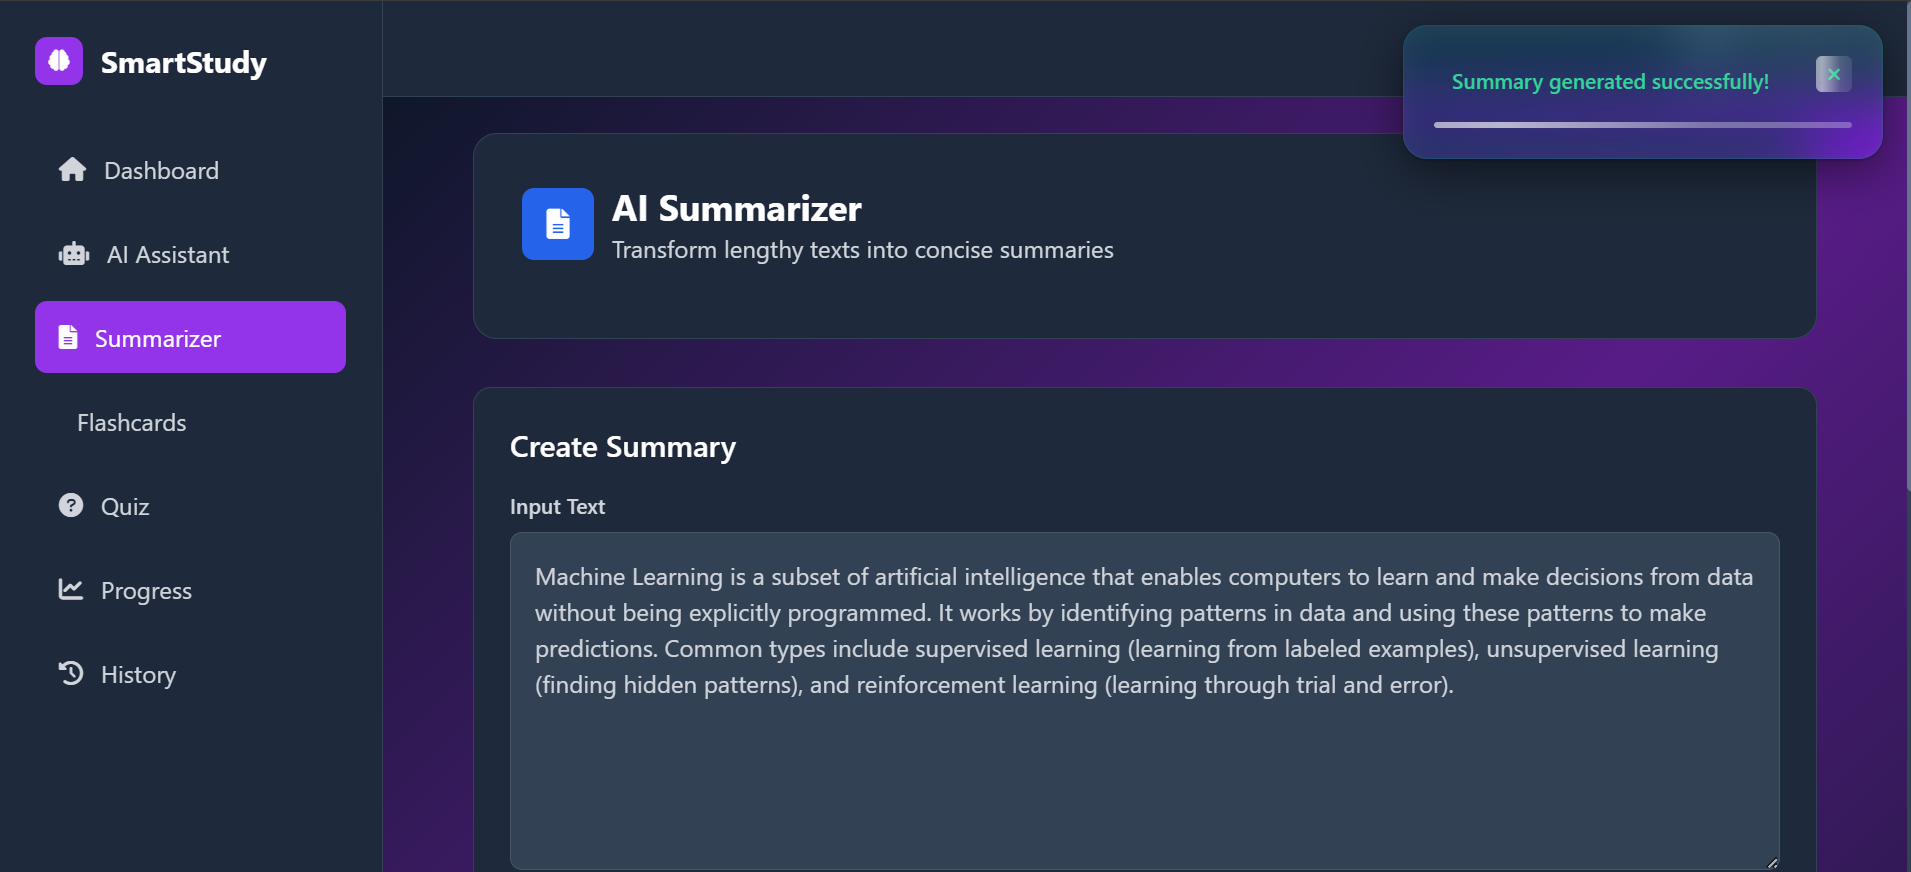 SmartStudy
Dashboard
AI Assistant
Summarizer
Flashcards
Quiz
Progress
History
Summary generated successfully!
AI Summarizer
Transform lengthy texts into concise summaries
Create Summary
Input Text
Machine Learning is a subset of artificial intelligence that enables computers to learn and make decisions from data
without being explicitly programmed. It works by identifying patterns in data and using these patterns to make
predictions. Common types include supervised learning (learning from labeled examples), unsupervised learning
(finding hidden patterns), and reinforcement learning (learning through trial and error).